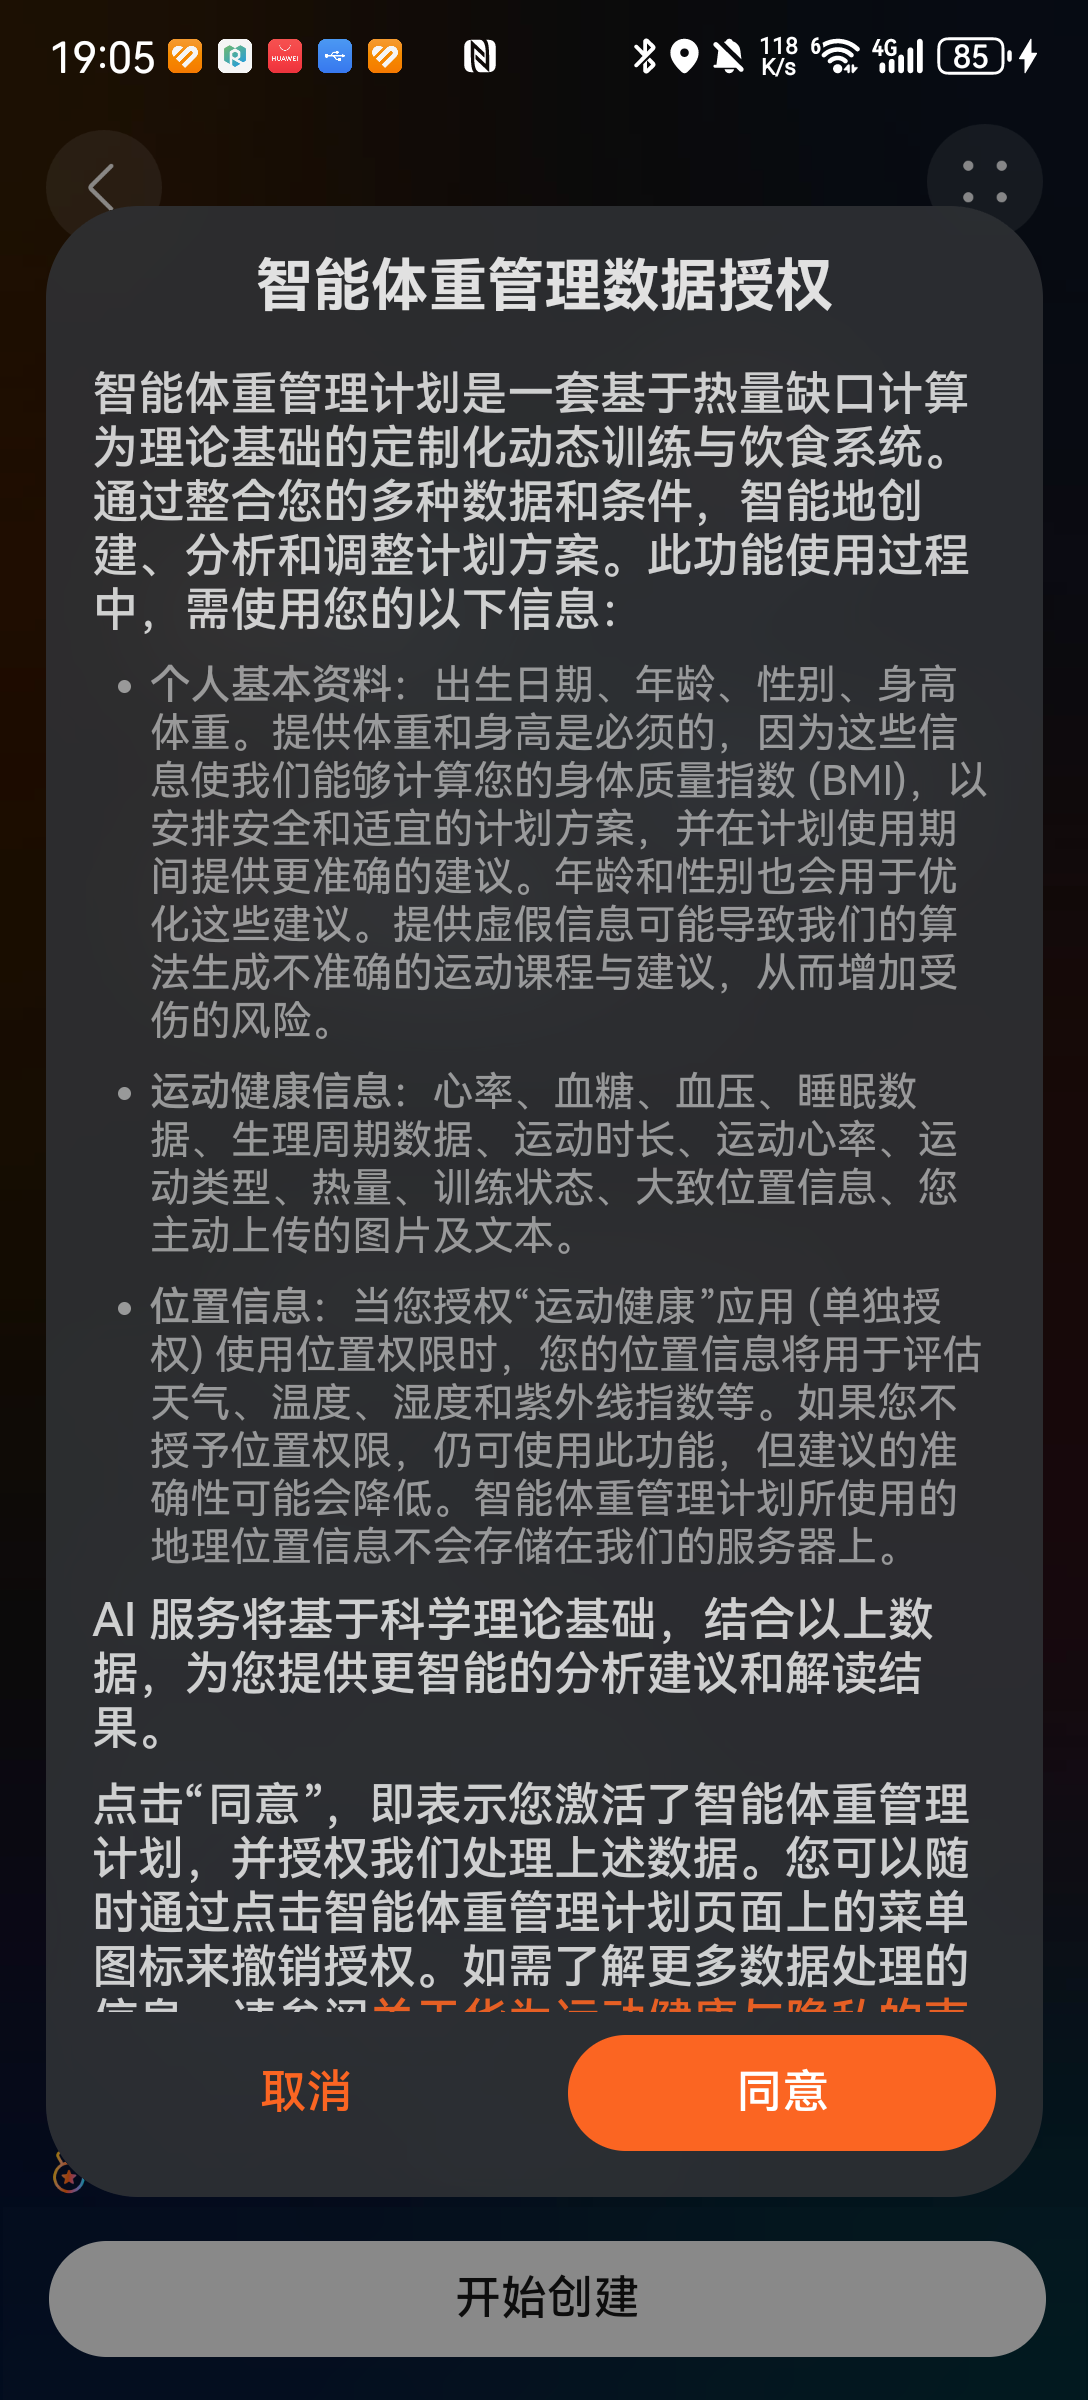 19:05
HUAWEI
118
K/s
6
4G
85
智能体重管理数据授权
智能体重管理计划是一套基于热量缺口计算
为理论基础的定制化动态训练与饮食系统。
通过整合您的多种数据和条件，智能地创
建、分析和调整计划方案。此功能使用过程
中，需使用您的以下信息：
• 个人基本资料：出生日期、年龄、性别、身高
体重。提供体重和身高是必须的，因为这些信
息使我们能够计算您的身体质量指数 (BMI)，以
安排安全和适宜的计划方案，并在计划使用期
间提供更准确的建议。年龄和性别也会用于优
化这些建议。提供虚假信息可能导致我们的算
法生成不准确的运动课程与建议，从而增加受
伤的风险。
• 运动健康信息：心率、血糖、血压、睡眠数
据、生理周期数据、运动时长、运动心率、运
动类型、热量、训练状态、大致位置信息、您
主动上传的图片及文本。
• 位置信息：当您授权“运动健康”应用 (单独授
权) 使用位置权限时，您的位置信息将用于评估
天气、温度、湿度和紫外线指数等。如果您不
授予位置权限，仍可使用此功能，但建议的准
确性可能会降低。智能体重管理计划所使用的
地理位置信息不会存储在我们的服务器上。
AI 服务将基于科学理论基础，结合以上数
据，为您提供更智能的分析建议和解读结
果。
点击“同意”，即表示您激活了智能体重管理
计划，并授权我们处理上述数据。您可以随
时通过点击智能体重管理计划页面上的菜单
图标来撤销授权。如需了解更多数据处理的
信息，请参阅关于华为运动健康与隐私的声
取消
同意
开始创建